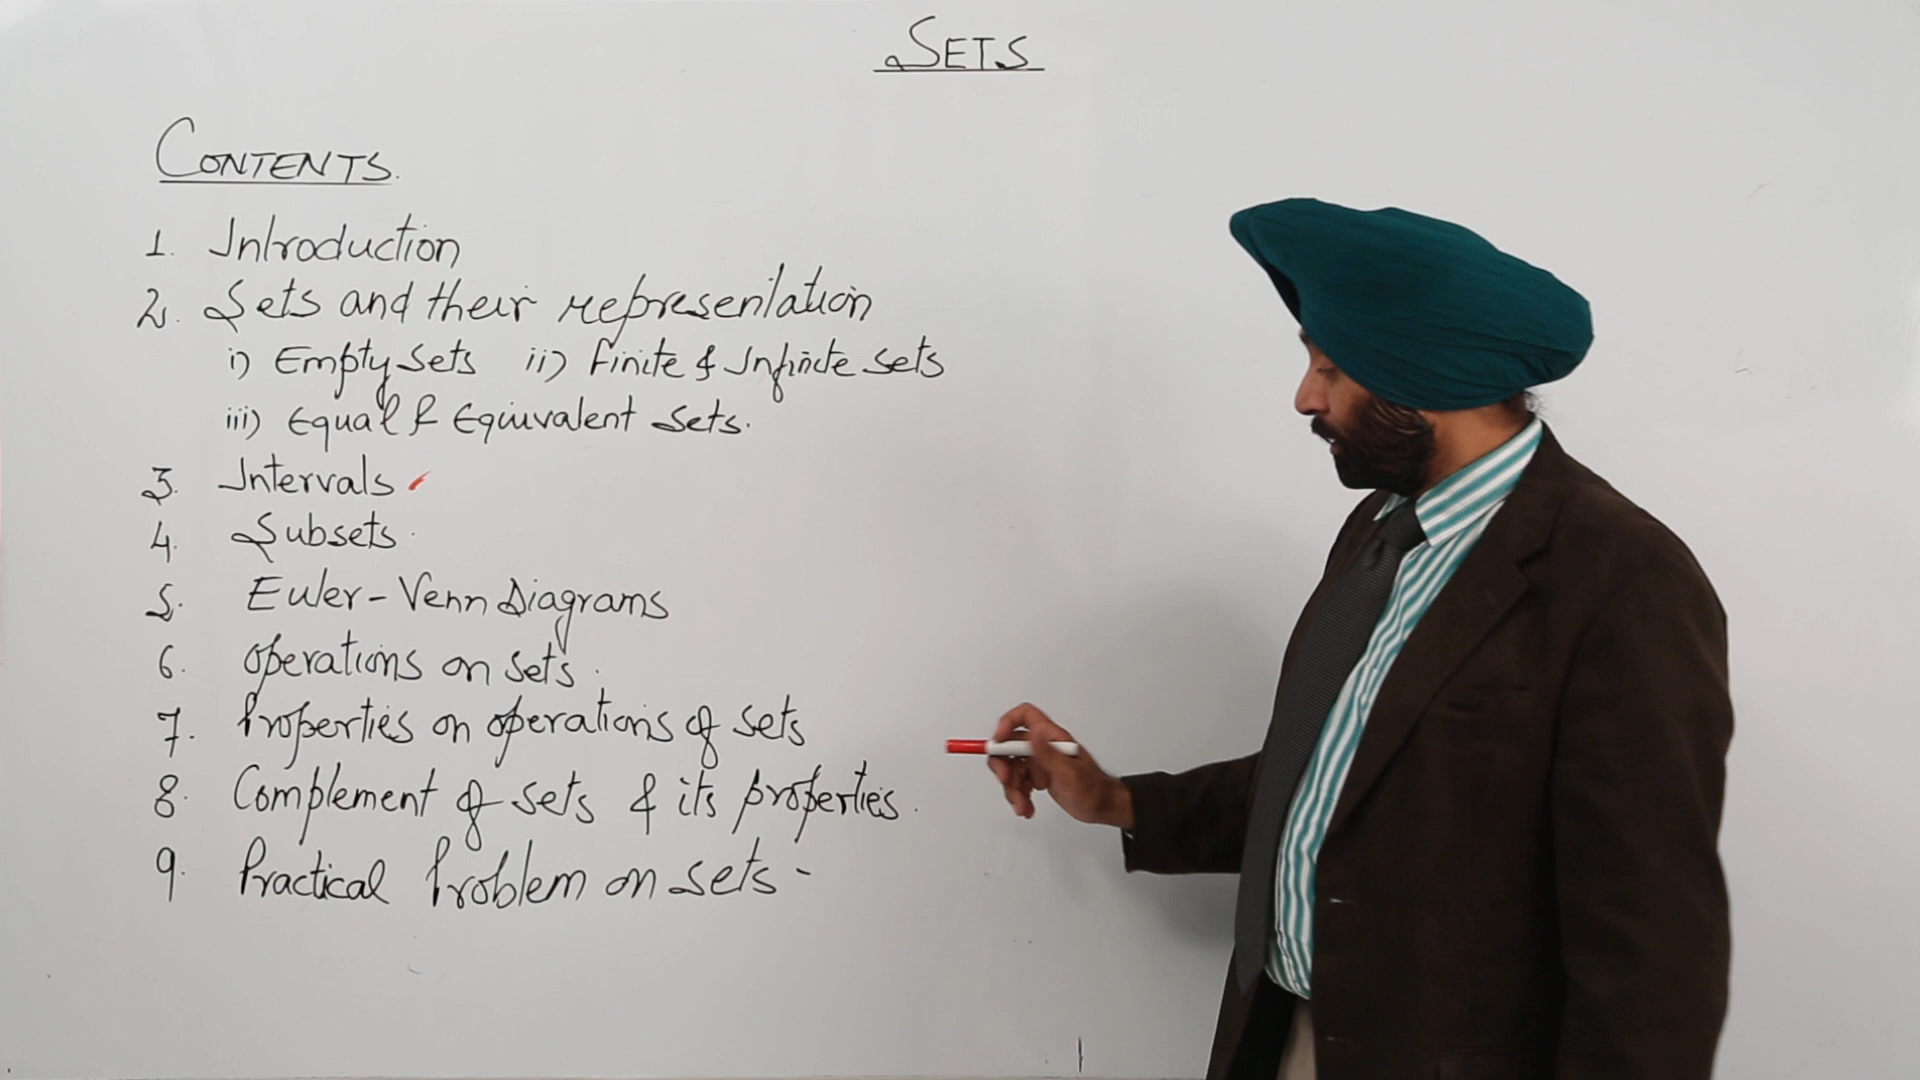 SETS
CONTENTS.
1. Introduction
2. Sets and their representation
i) Empty Sets ii) Finite & Infinite sets
iii) Equal & Equivalent Sets.
3. Intervals
4. Subsets.
5. Euler-Venn Diagrams
6. Operations on sets.
7. Properties on operations of sets
8. Complement of sets & its properties.
9. Practical Problem on sets -